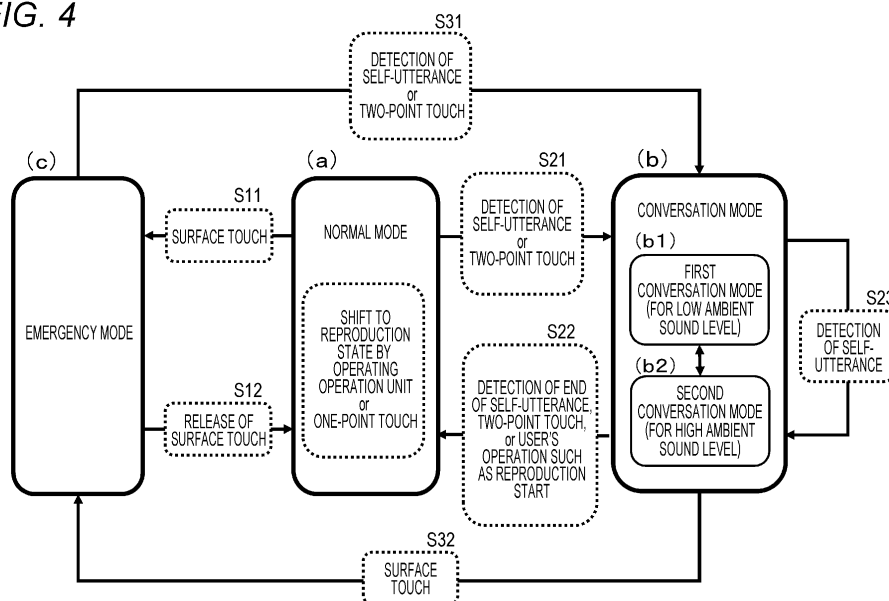 FIG. 4
S31
DETECTION OF
SELF-UTTERANCE
or
TWO-POINT TOUCH
(c)
(a)
S21
(b)
S11
SURFACE TOUCH
NORMAL MODE
DETECTION OF
SELF-UTTERANCE
or
TWO-POINT TOUCH
CONVERSATION MODE
(b1)
FIRST
CONVERSATION MODE
(FOR LOW AMBIENT
SOUND LEVEL)
S23
DETECTION
OF SELF-
UTTERANCE
EMERGENCY MODE
SHIFT TO
REPRODUCTION
STATE BY
OPERATING
OPERATION UNIT
or
ONE-POINT TOUCH
S22
DETECTION OF END
OF SELF-UTTERANCE,
TWO-POINT TOUCH,
or USER'S
OPERATION SUCH
AS REPRODUCTION
START
(b2)
SECOND
CONVERSATION MODE
(FOR HIGH AMBIENT
SOUND LEVEL)
S12
RELEASE OF
SURFACE TOUCH
S32
SURFACE
TOUCH